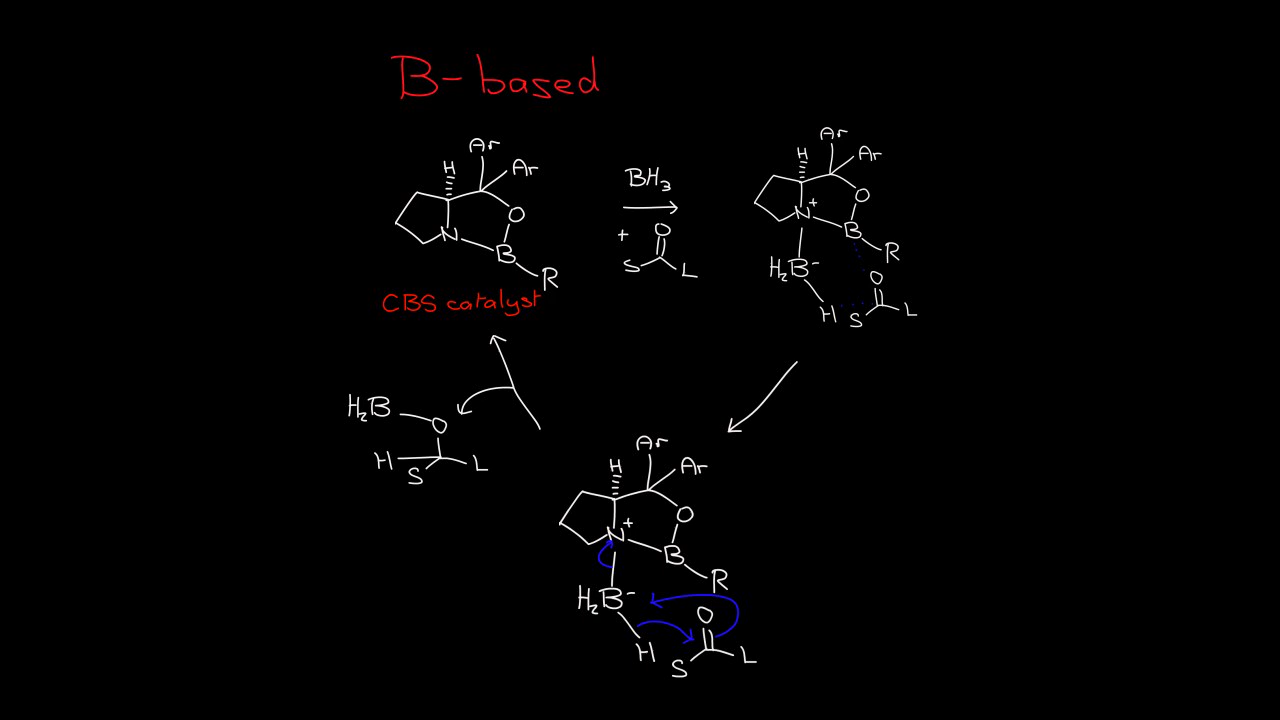 B-based
Ar
H Ar
N O
B
R
CBS catalyst
BH3
+ O
S L
Ar
H Ar
N+ O
B
R
H2B-
O
H S L
H2B
O
H S L
Ar
H Ar
N+ O
B
R
H2B-
O
H S L